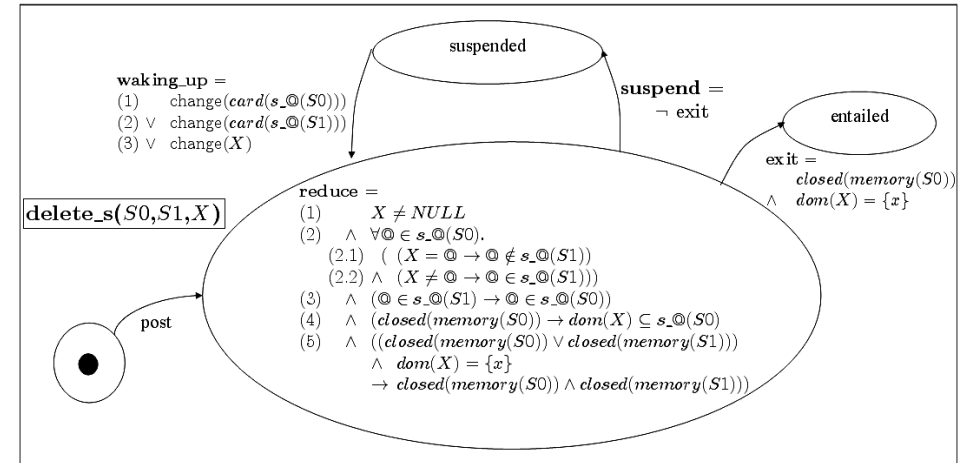 suspended
waking_up =
(1) change(card(s_@(S0)))
(2) ∨ change(card(s_@(S1)))
(3) ∨ change(X)
suspend =
¬ exit
entailed
exit =
closed(memory(S0))
∧ dom(X) = {x}
delete_s(S0,S1,X)
reduce =
(1) X ≠ NULL
(2) ∧ ∀@ ∈ s_@(S0).
(2.1) ( (X = @ → @ ∉ s_@(S1))
(2.2) ∧ (X ≠ @ → @ ∈ s_@(S1)))
(3) ∧ (@ ∈ s_@(S1) → @ ∈ s_@(S0))
(4) ∧ (closed(memory(S0)) → dom(X) ⊆ s_@(S0)
(5) ∧ ((closed(memory(S0)) ∨ closed(memory(S1)))
∧ dom(X) = {x}
→ closed(memory(S0)) ∧ closed(memory(S1)))
post